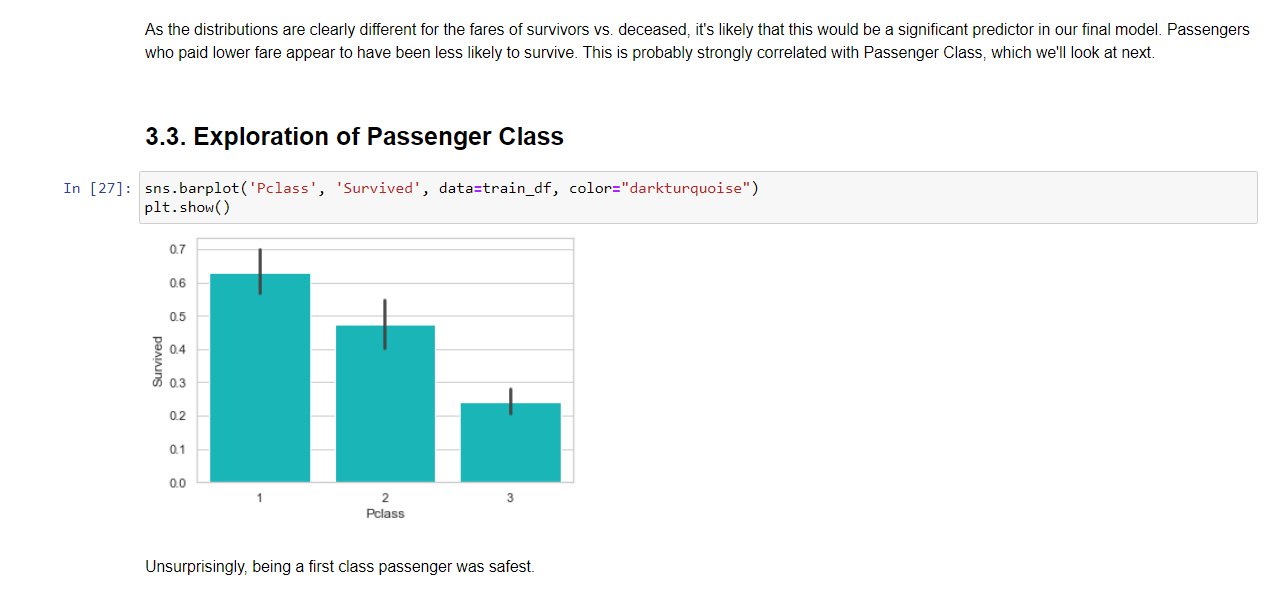 As the distributions are clearly different for the fares of survivors vs. deceased, it's likely that this would be a significant predictor in our final model. Passengers
who paid lower fare appear to have been less likely to survive. This is probably strongly correlated with Passenger Class, which we'll look at next.
3.3. Exploration of Passenger Class
In [27]: sns.barplot('Pclass', 'Survived', data=train_df, color="darkturquoise")
plt.show()
0.7
0.6
0.5
0.4
0.3
0.2
0.1
0.0
Survived
1 2 3
Pclass
Unsurprisingly, being a first class passenger was safest.